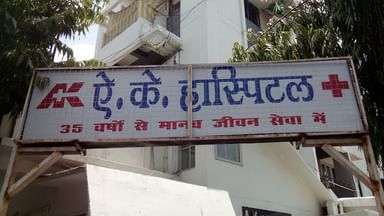 AK ऐ. के. हास्पिटल
35 वर्षो से मानव जीवन सेवा में